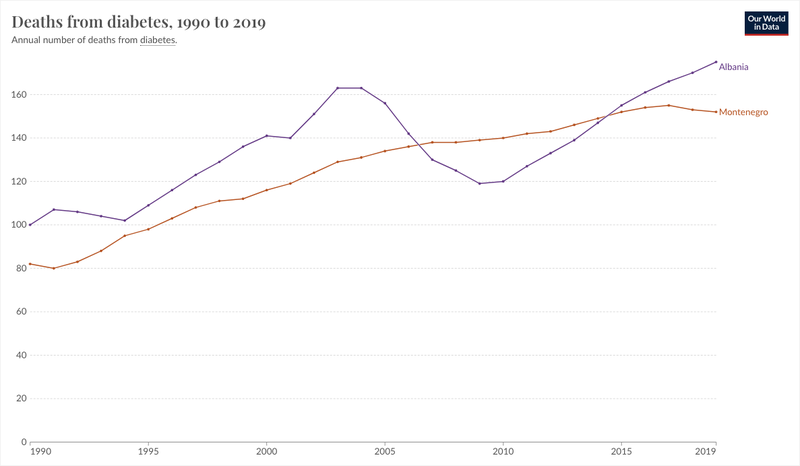 Deaths from diabetes, 1990 to 2019
Annual number of deaths from diabetes.
Our World
in Data
160
140
120
100
80
60
40
20
0
1990
1995
2000
2005
2010
2015
2019
Albania
Montenegro